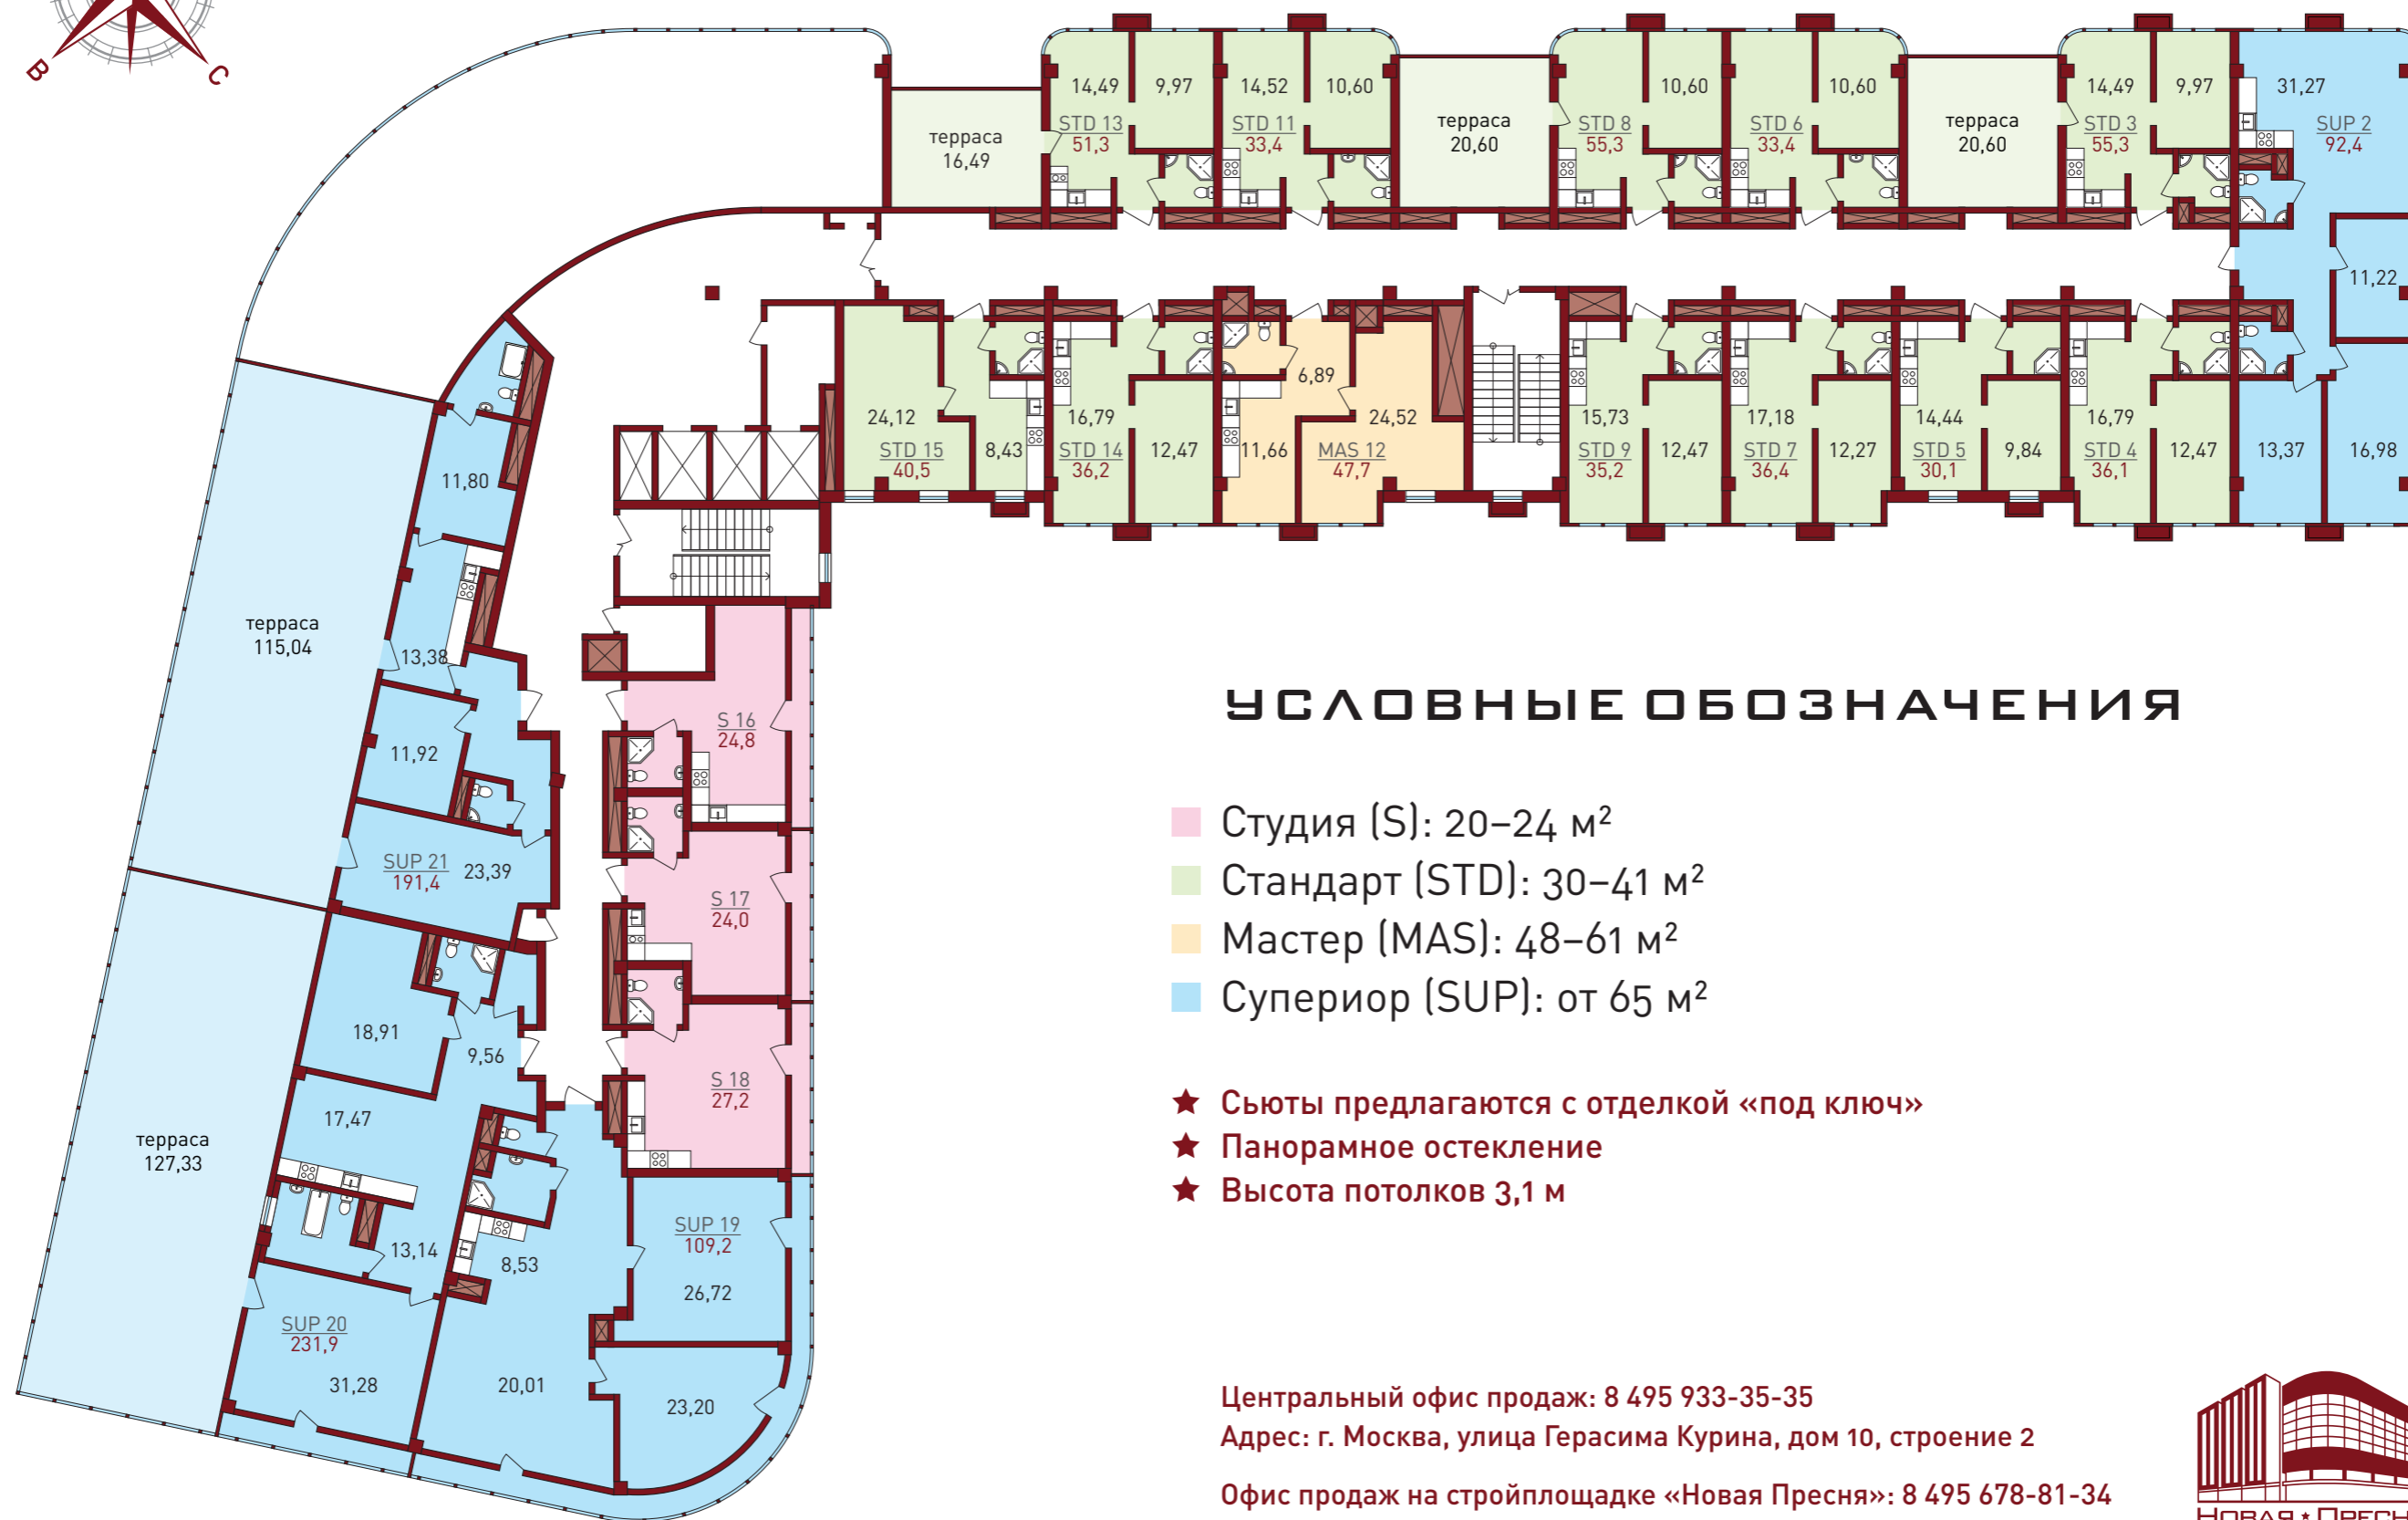 В
С
терраса
16,49
14,49
9,97
STD 13
51,3
14,52
10,60
STD 11
33,4
терраса
20,60
STD 8
55,3
10,60
STD 6
33,4
10,60
терраса
20,60
14,49
9,97
STD 3
55,3
31,27
SUP 2
92,4
11,22
24,12
STD 15
40,5
8,43
16,79
STD 14
36,2
12,47
6,89
11,66
24,52
MAS 12
47,7
15,73
STD 9
35,2
12,47
17,18
STD 7
36,4
12,27
14,44
STD 5
30,1
9,84
16,79
STD 4
36,1
12,47
13,37
16,98
11,80
терраса
115,04
13,38
11,92
SUP 21
191,4
23,39
S 16
24,8
S 17
24,0
S 18
27,2
18,91
9,56
17,47
терраса
127,33
13,14
SUP 20
231,9
31,28
8,53
20,01
SUP 19
109,2
26,72
23,20
УСЛОВНЫЕ ОБОЗНАЧЕНИЯ
Студия (S): 20–24 м²
Стандарт (STD): 30–41 м²
Мастер (MAS): 48–61 м²
Супериор (SUP): от 65 м²
Сьюты предлагаются с отделкой «под ключ»
Панорамное остекление
Высота потолков 3,1 м
Центральный офис продаж: 8 495 933-35-35
Адрес: г. Москва, улица Герасима Курина, дом 10, строение 2
Офис продаж на стройплощадке «Новая Пресня»: 8 495 678-81-34
НОВАЯ ★ ПРЕСН